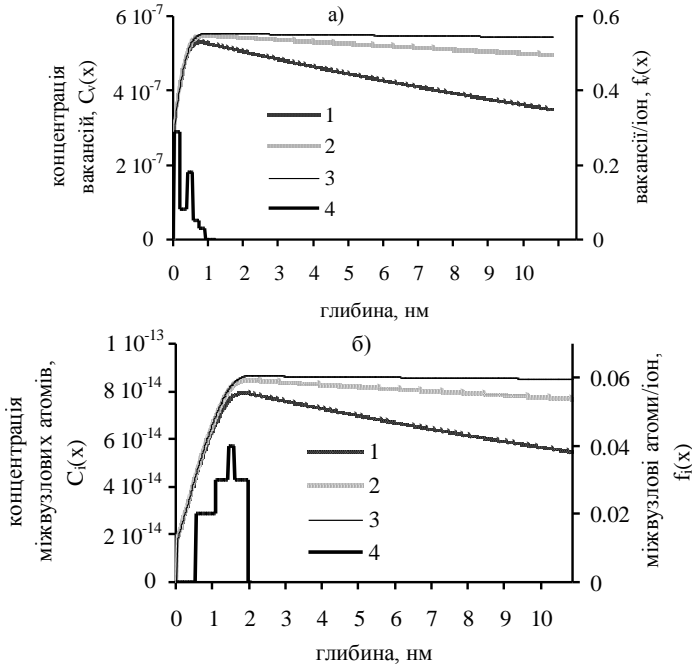 а)
6 10-7
4 10-7
2 10-7
0
концентрація
вакансій, Cv(x)
0.6
0.4
0.2
0
вакансії/іон, fv(x)
1
2
3
4
0 1 2 3 4 5 6 7 8 9 10
глибина, нм
б)
1 10-13
8 10-14
6 10-14
4 10-14
2 10-14
0
концентрація
міжвузлових атомів,
Ci(x)
0.06
0.04
0.02
0
міжвузлові атоми/іон,
fi(x)
1
2
3
4
0 1 2 3 4 5 6 7 8 9 10
глибина, нм